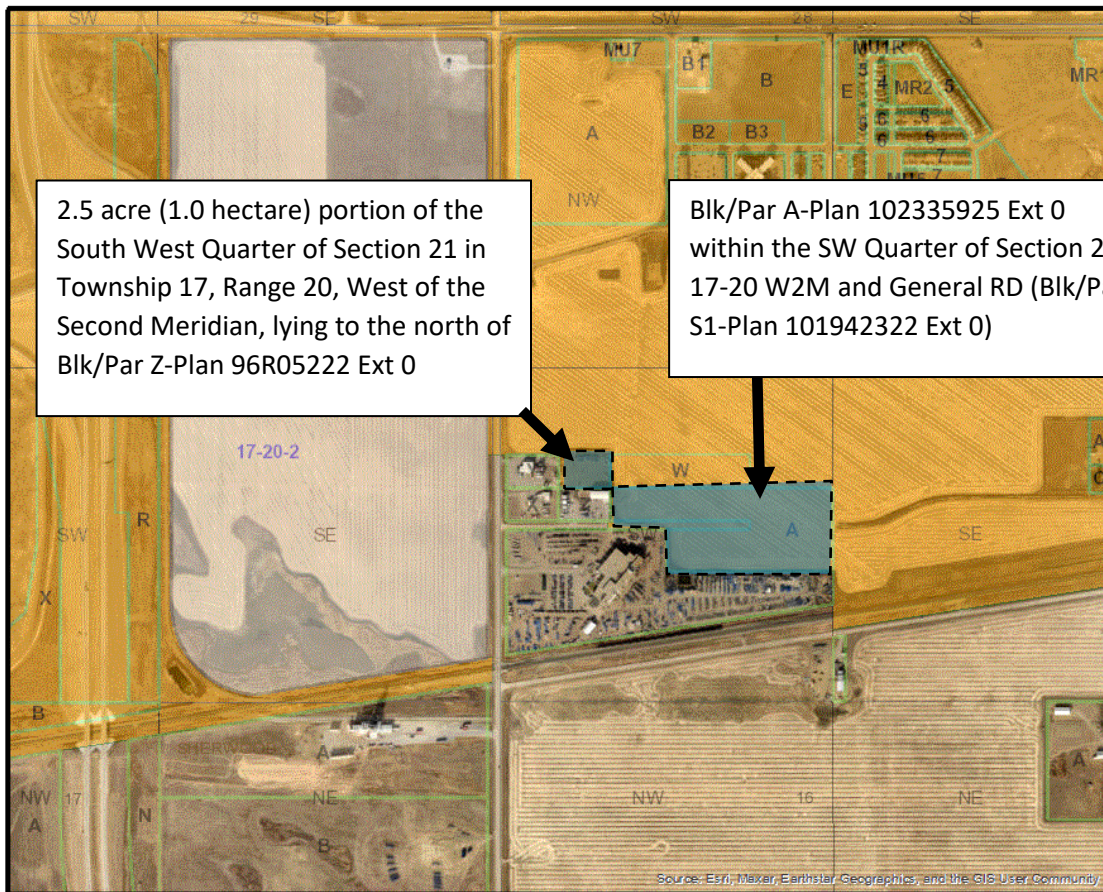 SW 29 SE SW 28 SE
MU7
B1
MU1R
E
5
4
MR2
5
B
A
6
5
6
6
6
B2 B3
7
7
NW
2.5 acre (1.0 hectare) portion of the
South West Quarter of Section 21 in
Township 17, Range 20, West of the
Second Meridian, lying to the north of
Blk/Par Z-Plan 96R05222 Ext 0
Blk/Par A-Plan 102335925 Ext 0
within the SW Quarter of Section 2
17-20 W2M and General RD (Blk/Pa
S1-Plan 101942322 Ext 0)
17-20-2
W
R
SW
SE
A
SE
X
B
SHERWOOD
A
NW 17
NE
NW
16
NE
A
N
B
A
Source: Esri, Maxar, Earthstar Geographics, and the GIS User Community